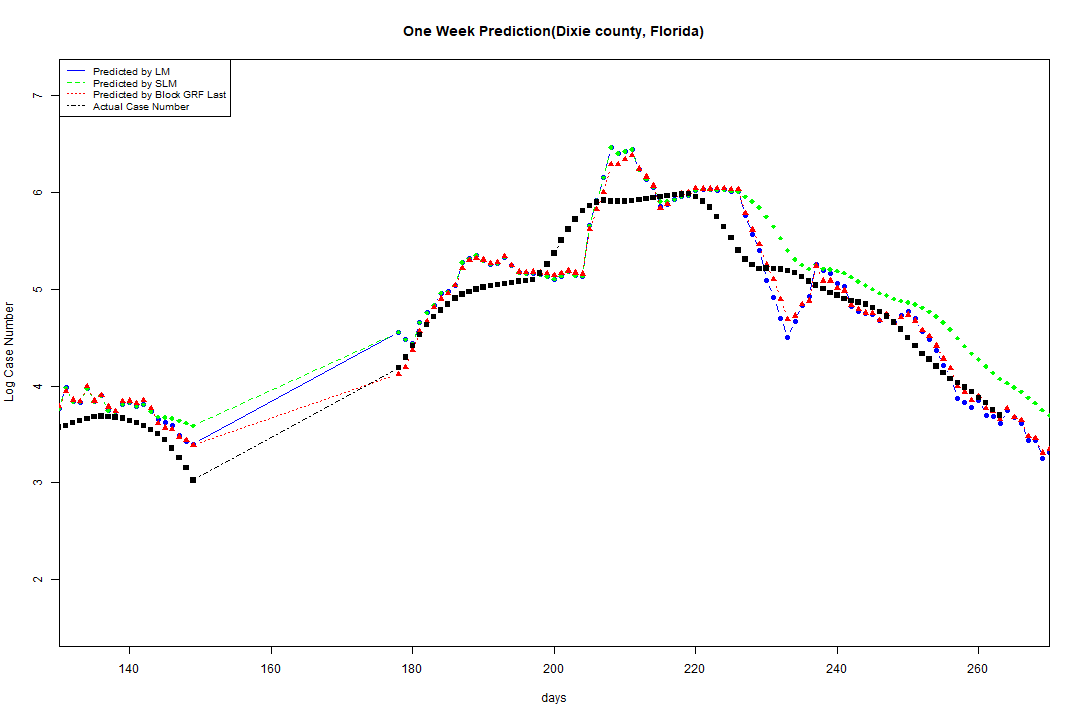 One Week Prediction(Dixie county, Florida)
Predicted by LM
Predicted by SLM
Predicted by Block GRF Last
Actual Case Number
7
6
5
4
3
2
Log Case Number
140 160 180 200 220 240 260
days